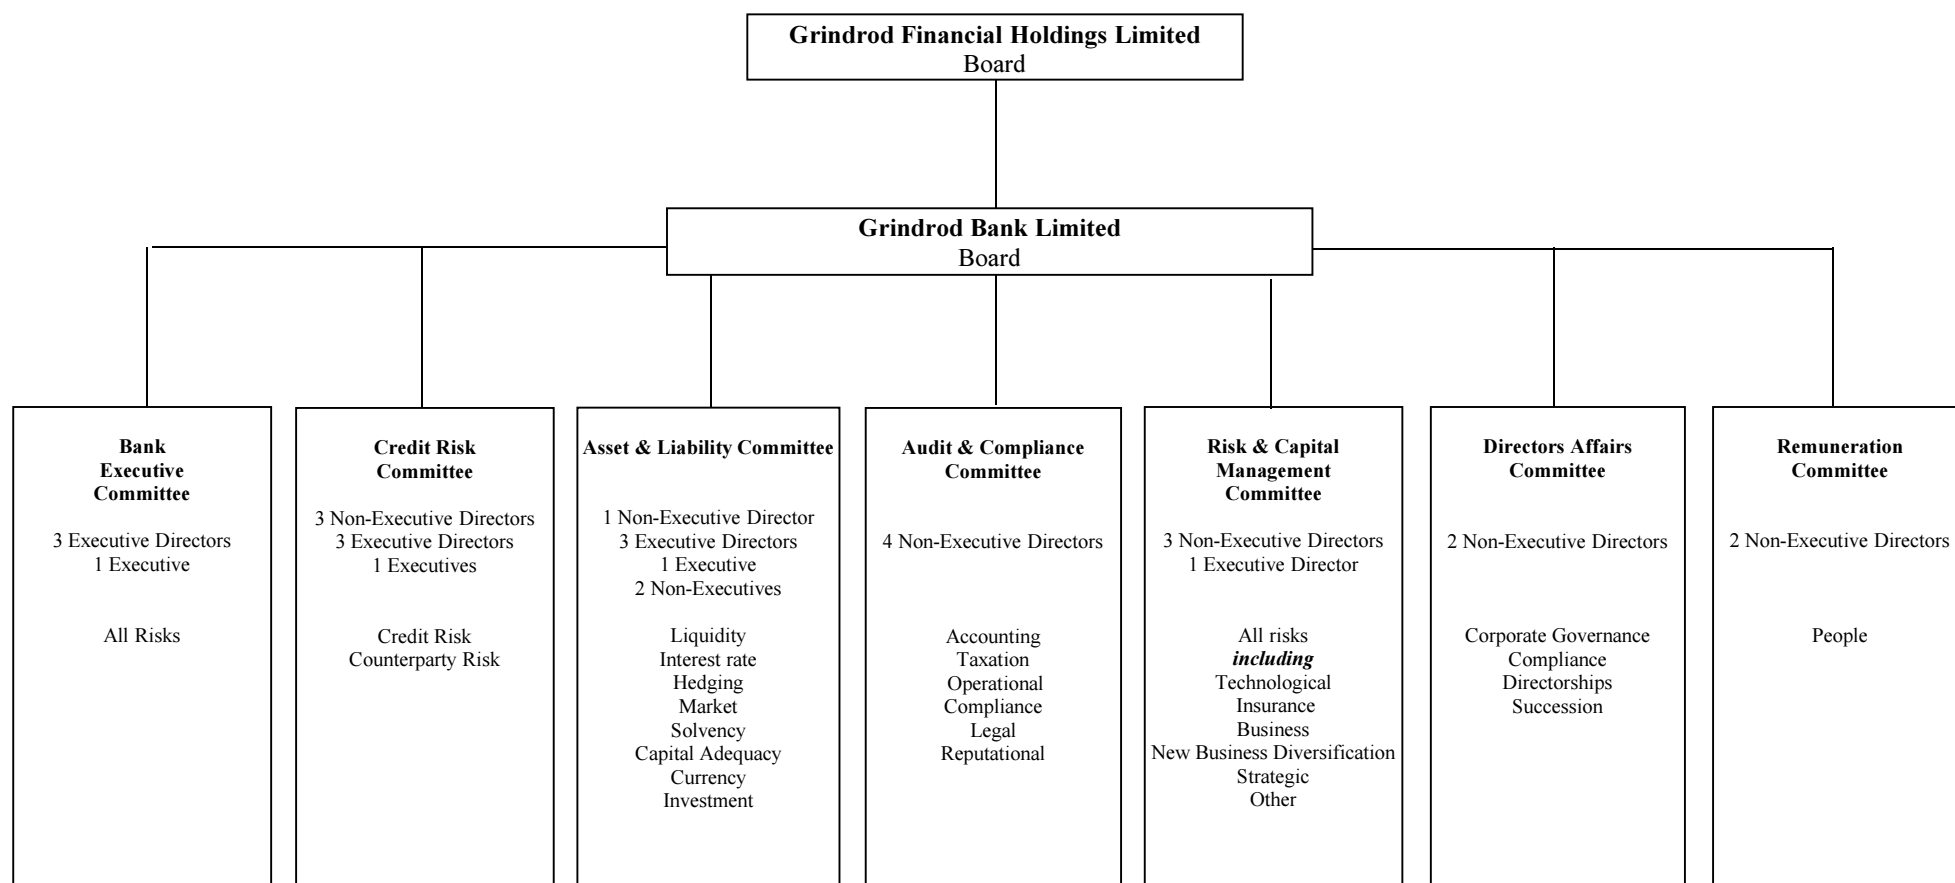 Grindrod Financial Holdings Limited
Board
Grindrod Bank Limited
Board
Bank
Executive
Committee
3 Executive Directors
1 Executive
All Risks
Credit Risk
Committee
3 Non-Executive Directors
3 Executive Directors
1 Executives
Credit Risk
Counterparty Risk
Asset & Liability Committee
1 Non-Executive Director
3 Executive Directors
1 Executive
2 Non-Executives
Liquidity
Interest rate
Hedging
Market
Solvency
Capital Adequacy
Currency
Investment
Audit & Compliance
Committee
4 Non-Executive Directors
Accounting
Taxation
Operational
Compliance
Legal
Reputational
Risk & Capital
Management
Committee
3 Non-Executive Directors
1 Executive Director
All risks
including
Technological
Insurance
Business
New Business Diversification
Strategic
Other
Directors Affairs
Committee
2 Non-Executive Directors
Corporate Governance
Compliance
Directorships
Succession
Remuneration
Committee
2 Non-Executive Directors
People